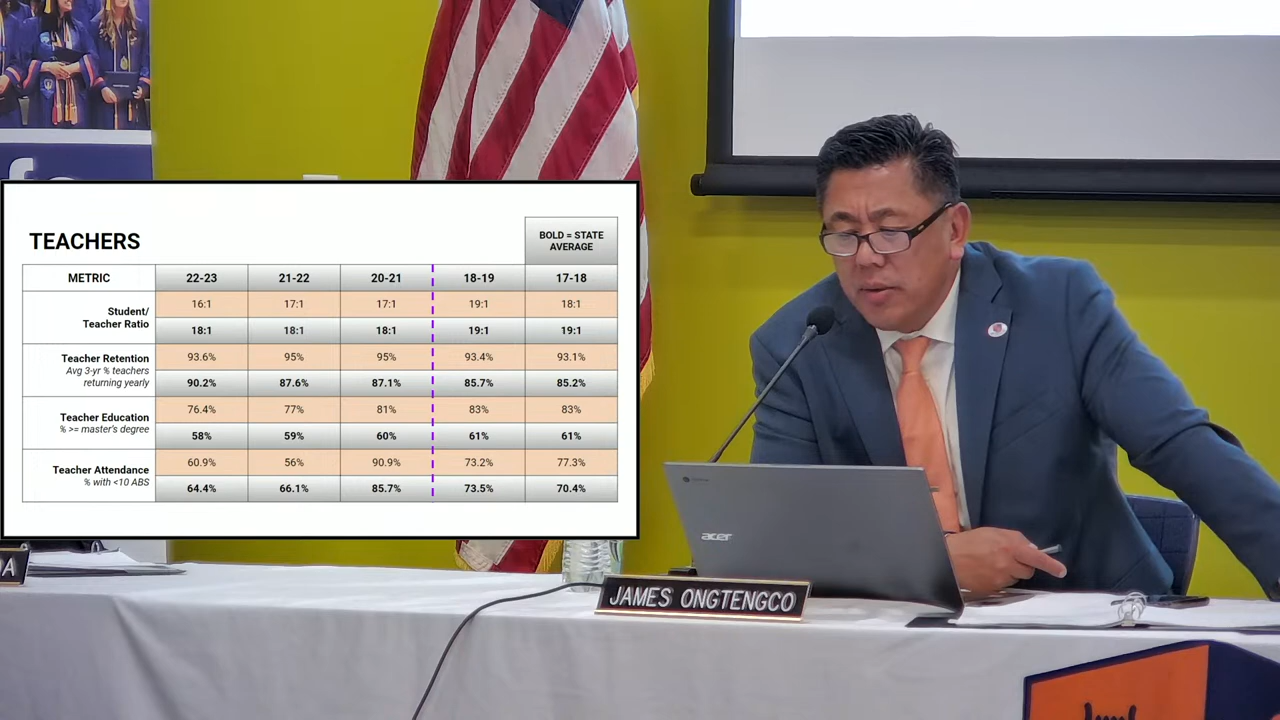 TEACHERS
BOLD = STATE
AVERAGE
METRIC 22-23 21-22 20-21 18-19 17-18
Student/
Teacher Ratio
16:1 17:1 17:1 19:1 18:1
18:1 18:1 18:1 19:1 19:1
Teacher Retention
Avg 3-yr % teachers
returning yearly
93.6% 95% 95% 93.4% 93.1%
90.2% 87.6% 87.1% 85.7% 85.2%
Teacher Education
% >= master's degree
76.4% 77% 81% 83% 83%
58% 59% 60% 61% 61%
Teacher Attendance
% with <10 ABS
60.9% 56% 90.9% 73.2% 77.3%
64.4% 66.1% 85.7% 73.5% 70.4%
acer
JAMES ONGTENGCO